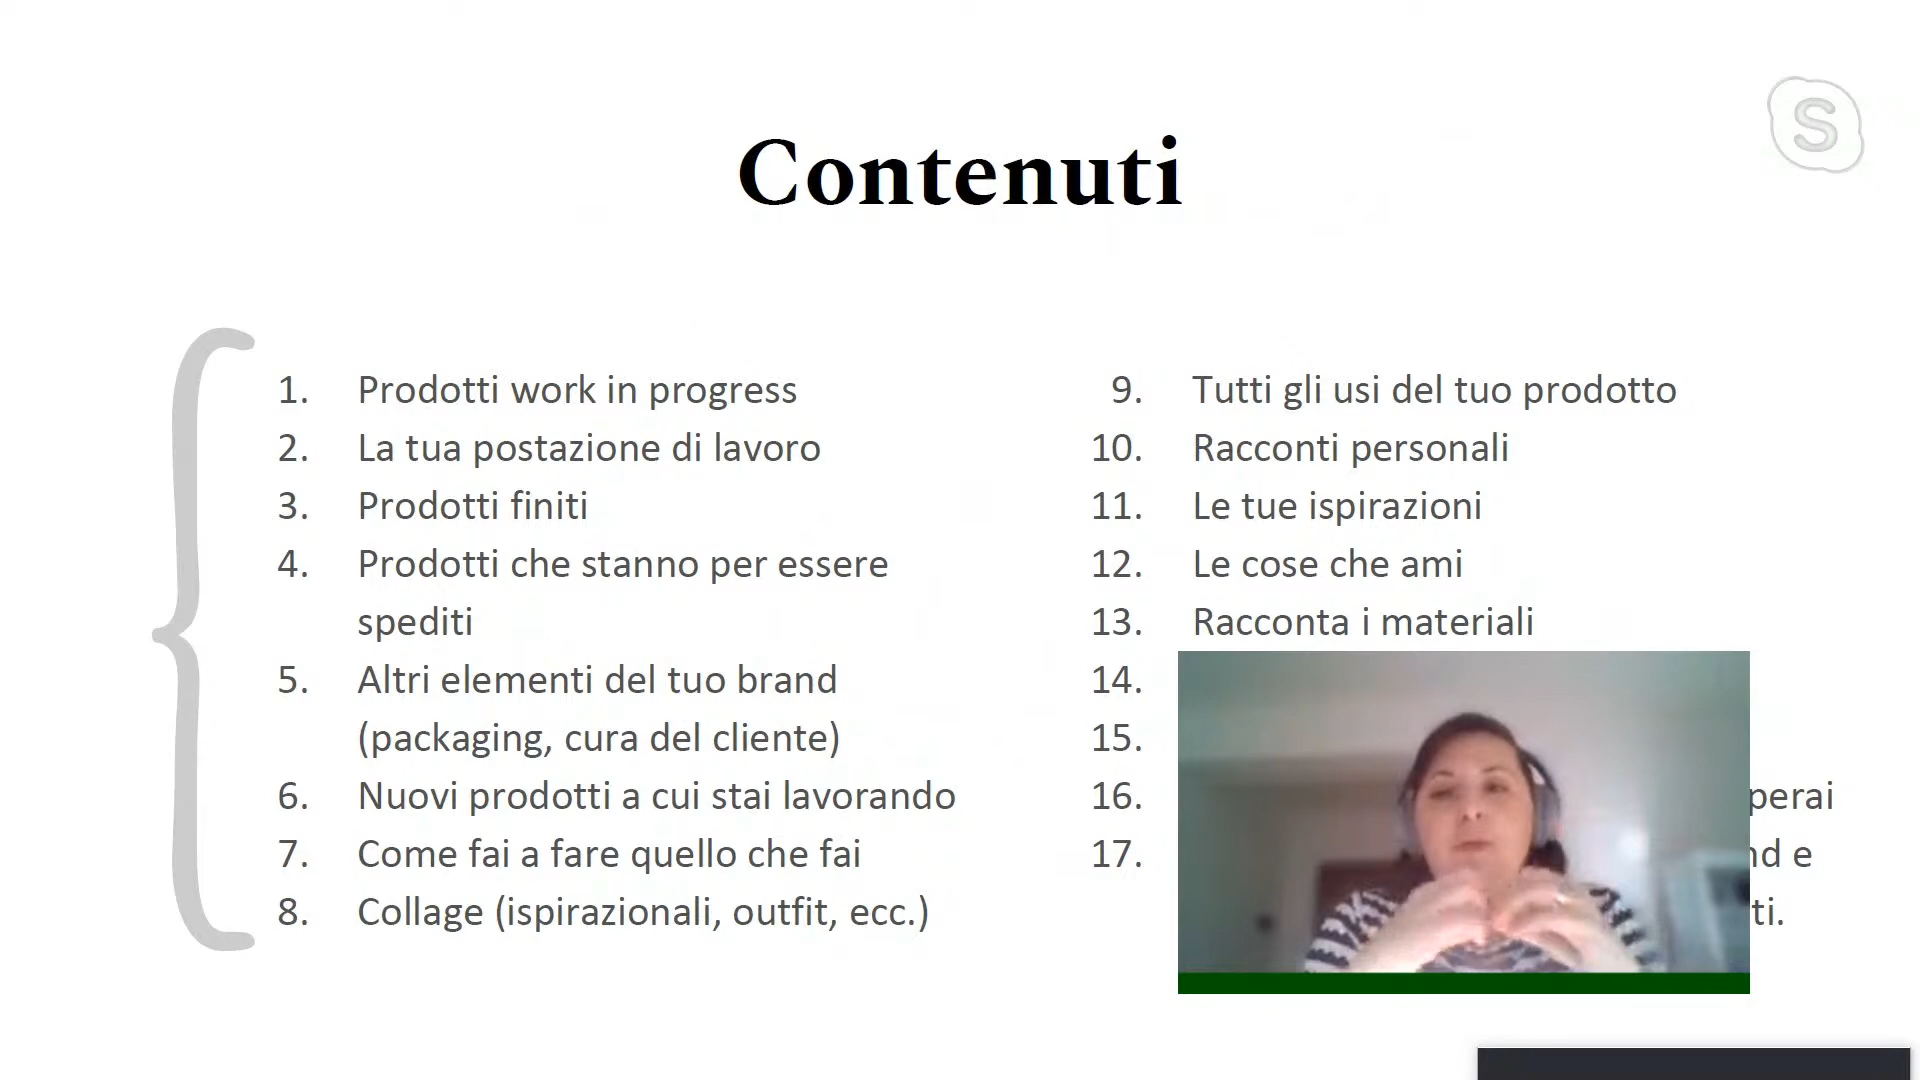 Contenuti
1. Prodotti work in progress
2. La tua postazione di lavoro
3. Prodotti finiti
4. Prodotti che stanno per essere
spediti
5. Altri elementi del tuo brand
(packaging, cura del cliente)
6. Nuovi prodotti a cui stai lavorando
7. Come fai a fare quello che fai
8. Collage (ispirazionali, outfit, ecc.)
9. Tutti gli usi del tuo prodotto
10. Racconti personali
11. Le tue ispirazioni
12. Le cose che ami
13. Racconta i materiali
14.
15.
16. perai
17. nd e
ti.
S